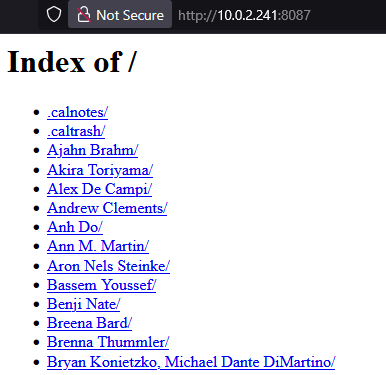 Not Secure http://10.0.2.241:8087
Index of /
.calnotes/
.caltrash/
Ajahn Brahm/
Akira Toriyama/
Alex De Campi/
Andrew Clements/
Anh Do/
Ann M. Martin/
Aron Nels Steinke/
Bassem Youssef/
Benji Nate/
Breena Bard/
Brenna Thummler/
Bryan Konietzko, Michael Dante DiMartino/